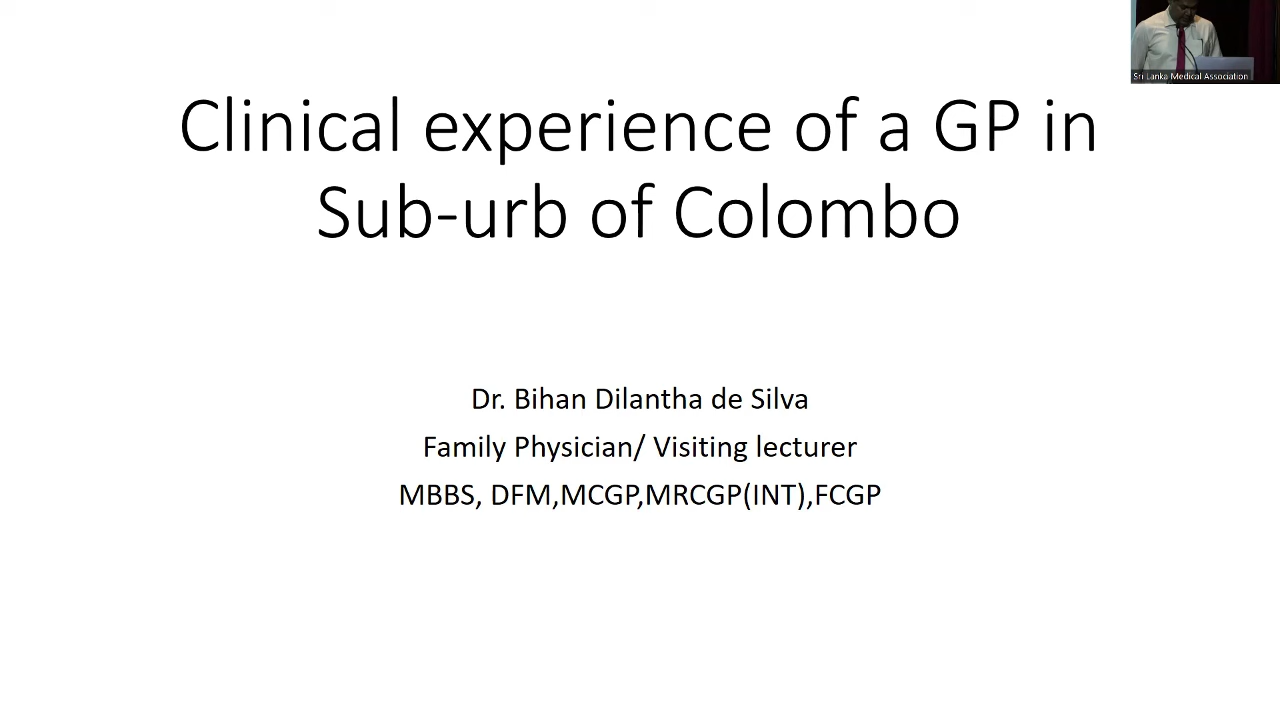 Clinical experience of a GP in
Sub-urb of Colombo
Dr. Bihan Dilantha de Silva
Family Physician/ Visiting lecturer
MBBS, DFM,MCGP,MRCGP(INT),FCGP
Sri Lanka Medical Association